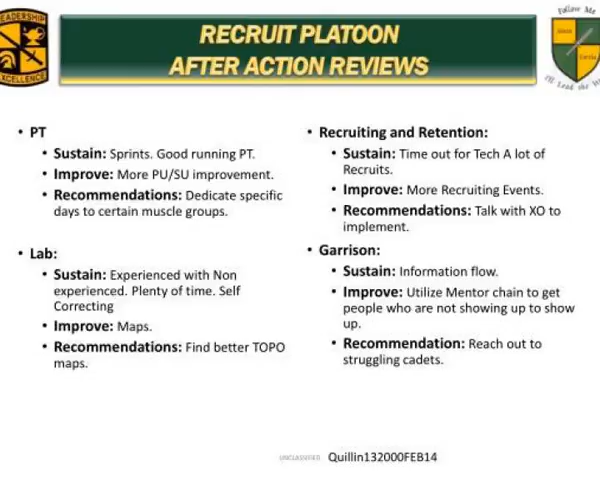 LEADERSHIP
EXCELLENCE
RECRUIT PLATOON
AFTER ACTION REVIEWS
Follow Me
I'll Lead the
• PT
• Sustain: Sprints. Good running PT.
• Improve: More PU/SU improvement.
• Recommendations: Dedicate specific
days to certain muscle groups.
• Lab:
• Sustain: Experienced with Non
experienced. Plenty of time. Self
Correcting
• Improve: Maps.
• Recommendations: Find better TOPO
maps.
• Recruiting and Retention:
• Sustain: Time out for Tech A lot of
Recruits.
• Improve: More Recruiting Events.
• Recommendations: Talk with XO to
implement.
• Garrison:
• Sustain: Information flow.
• Improve: Utilize Mentor chain to get
people who are not showing up to show
up.
• Recommendation: Reach out to
struggling cadets.
UNCLASSIFIED Quillin132000FEB14